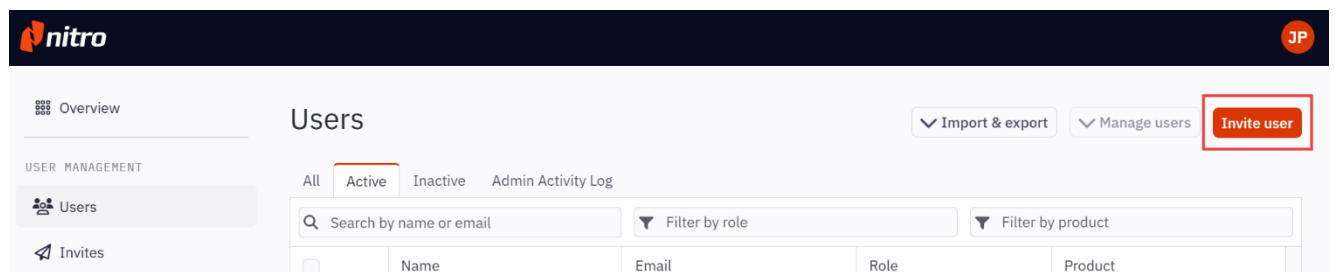 nitro
JP
Overview
Users
Import & export
Manage users
Invite user
USER MANAGEMENT
All Active Inactive Admin Activity Log
Users
Search by name or email
Filter by role
Filter by product
Invites
Name Email Role Product